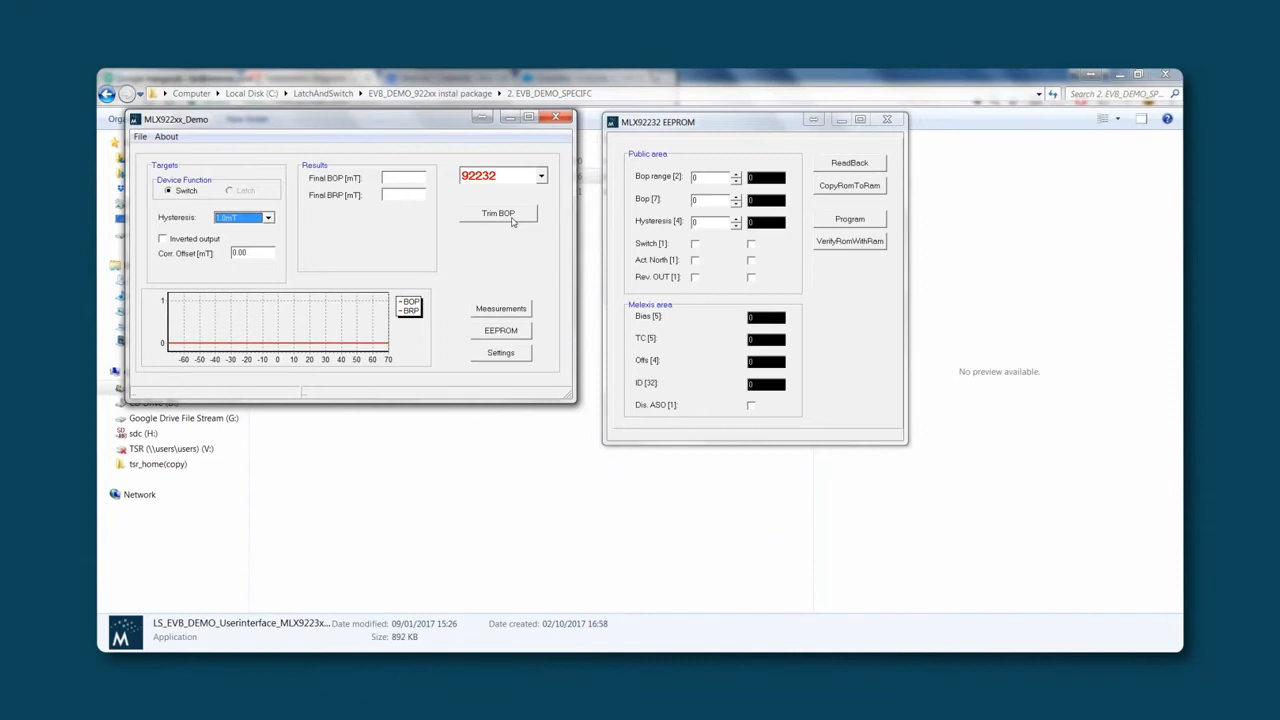 Computer ▸ Local Disk (C:) ▸ LatchAndSwitch ▸ EVB_DEMO_922xx instal package ▸ 2. EVB_DEMO_SPECIFC
Search 2. EVB_DEMO_SP...
MLX922xx_Demo
File About
Targets
Device Function
Switch Latch
Hysteresis: 1.0mT
Inverted output
Corr. Offset [mT]: 0.00
Results
Final BOP [mT]:
Final BRP [mT]:
92232
Trim BOP
1
0
-60 -50 -40 -30 -20 -10 0 10 20 30 40 50 60 70
BOP
BRP
Measurements
EEPROM
Settings
MLX92232 EEPROM
Public area
Bop range [2]: 0 0
Bop [7]: 0 0
Hysteresis [4]: 0 0
Switch [1]:
Act. North [1]:
Rev. OUT [1]:
ReadBack
CopyRomToRam
Program
VerifyRomWithRam
Melexis area
Bias [5]: 0
TC [5]: 0
Offs [4]: 0
ID [32]: 0
Dis. ASO [1]:
Google Drive File Stream (G:)
sdc (H:)
TSR (\\users\users) (V:)
tsr_home(copy)
Network
No preview available.
LS_EVB_DEMO_Userinterface_MLX9223x... Date modified: 09/01/2017 15:26 Date created: 02/10/2017 16:58
Application Size: 892 KB